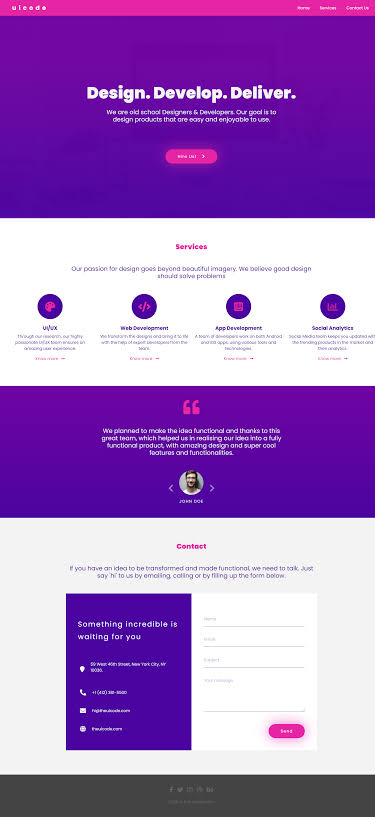 uicode
Home Services Contact Us
Design. Develop. Deliver.
We are old school Designers & Developers. Our goal is to
design products that are easy and enjoyable to use.
Hire Us!
Services
Our passion for design goes beyond beautiful imagery. We believe good design
should solve problems
UI/UX
Through our research, our highly
passionate UI/UX team ensures an
amazing user experience.
Know more
Web Development
We transform the designs and bring it to life
with the help of expert developers from the
team.
Know more
App Development
A team of developers work on both Android
and iOS apps, using various tools and
technologies.
Know more
Social Analytics
Social Media team keeps you updated with
the trending products in the market and
their analytics.
Know more
We planned to make the idea functional and thanks to this
great team, which helped us in realising our idea into a fully
functional product, with amazing design and super cool
features and functionalities.
JOHN DOE
Contact
If you have an idea to be transformed and made functional, we need to talk. Just
say 'hi' to us by emailing, calling or by filling up the form below.
Something incredible is
waiting for you
59 West 46th Street, New York City, NY
10036.
hi@theuicode.com
theuicode.com
Name
Email
Subject
Your message
Send